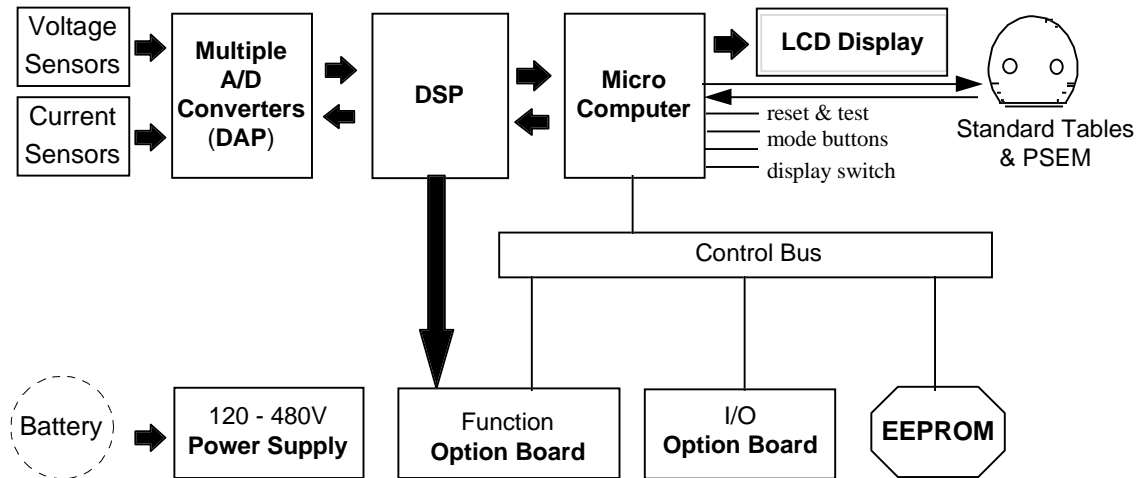 Voltage
Sensors
Current
Sensors
Multiple
A/D
Converters
(DAP)
DSP
Micro
Computer
LCD Display
reset & test
mode buttons
display switch
Standard Tables
& PSEM
Control Bus
Battery
120 - 480V
Power Supply
Function
Option Board
I/O
Option Board
EEPROM